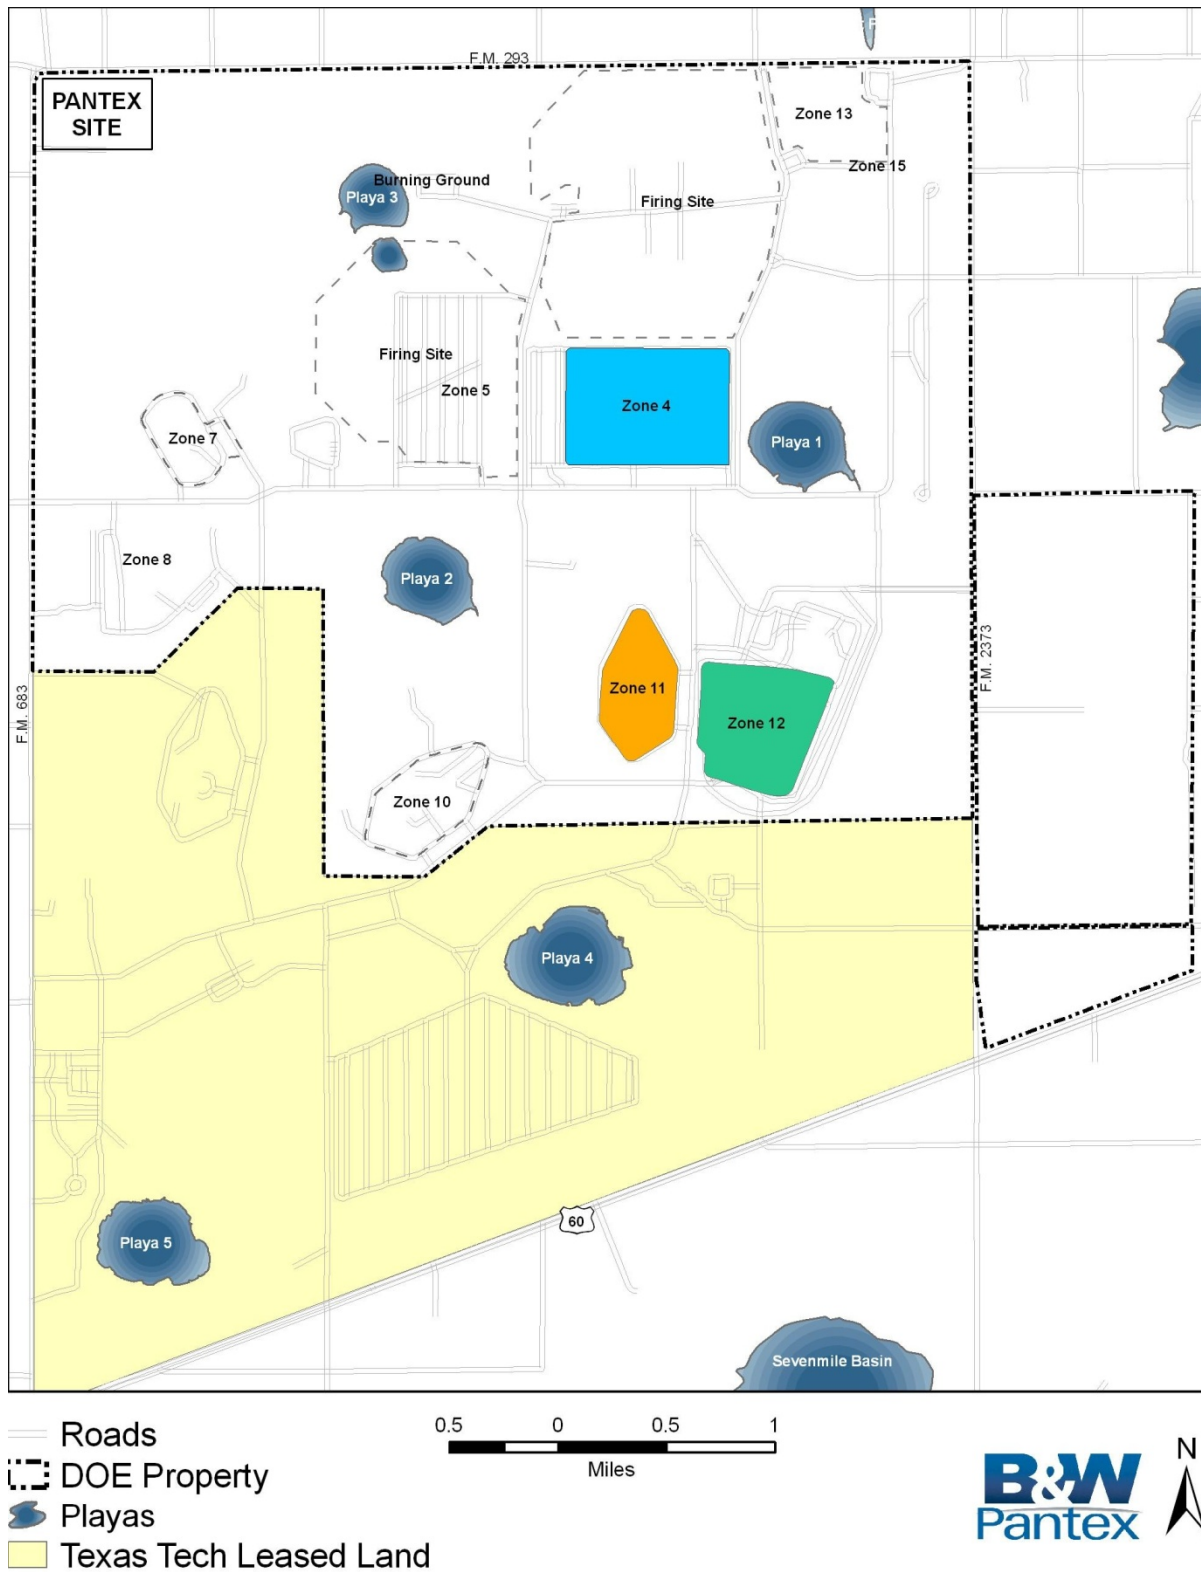 F.M. 293
PANTEX
SITE
Zone 13
Zone 15
Burning Ground
Playa 3
Firing Site
Firing Site
Zone 5
Zone 4
Zone 7
Playa 1
Zone 8
Playa 2
F.M. 2373
F.M. 683
Zone 11
Zone 12
Zone 10
Playa 4
60
Playa 5
Sevenmile Basin
Roads
DOE Property
Playas
Texas Tech Leased Land
0.5 0 0.5 1
Miles
B&W
Pantex
N